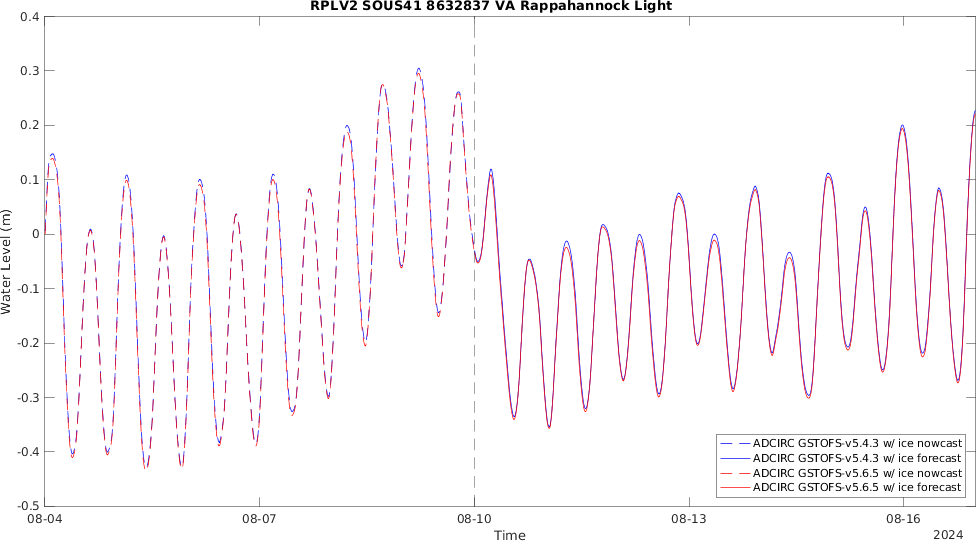 RPLV2 SOUS41 8632837 VA Rappahannock Light
0.4
0.3
0.2
0.1
0
-0.1
-0.2
-0.3
-0.4
-0.5
Water Level (m)
08-04
08-07
08-10
08-13
08-16
Time
2024
ADCIRC GSTOFS-v5.4.3 w/ ice nowcast
ADCIRC GSTOFS-v5.4.3 w/ ice forecast
ADCIRC GSTOFS-v5.6.5 w/ ice nowcast
ADCIRC GSTOFS-v5.6.5 w/ ice forecast